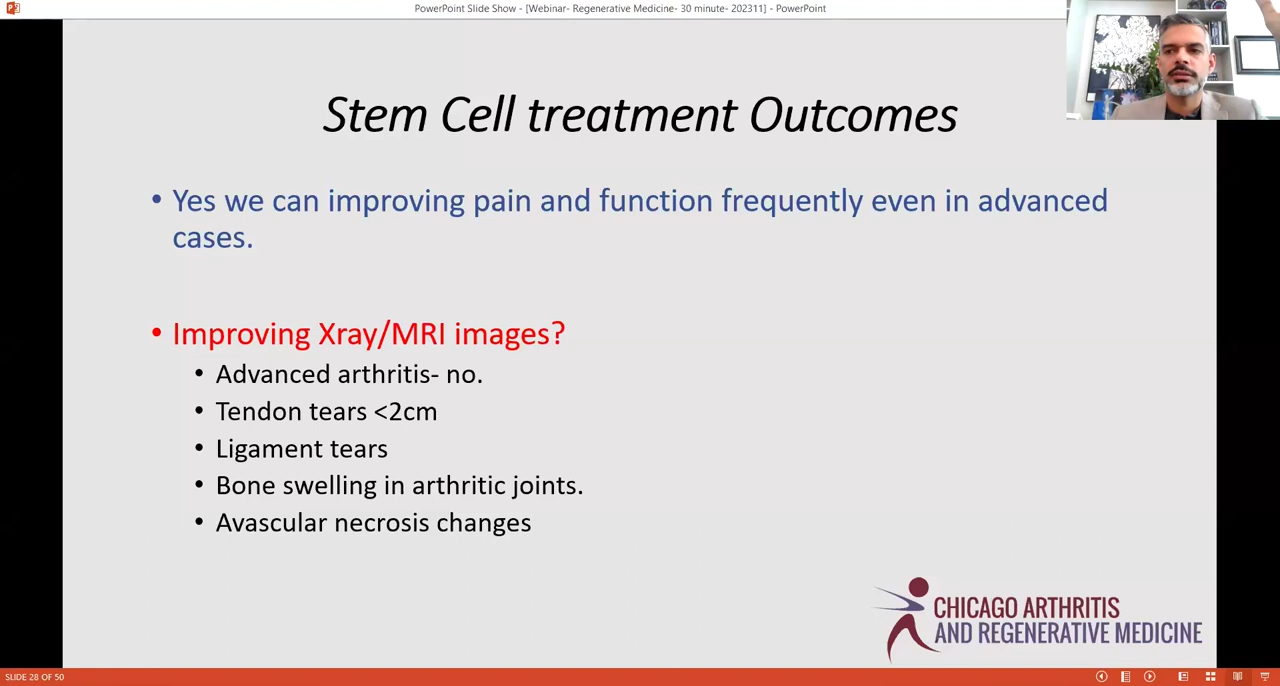 PowerPoint Slide Show - [Webinar- Regenerative Medicine- 30 minute- 202311] - PowerPoint
Stem Cell treatment Outcomes
• Yes we can improving pain and function frequently even in advanced
cases.
• Improving Xray/MRI images?
• Advanced arthritis- no.
• Tendon tears <2cm
• Ligament tears
• Bone swelling in arthritic joints.
• Avascular necrosis changes
CHICAGO ARTHRITIS
AND REGENERATIVE MEDICINE
SLIDE 28 OF 50